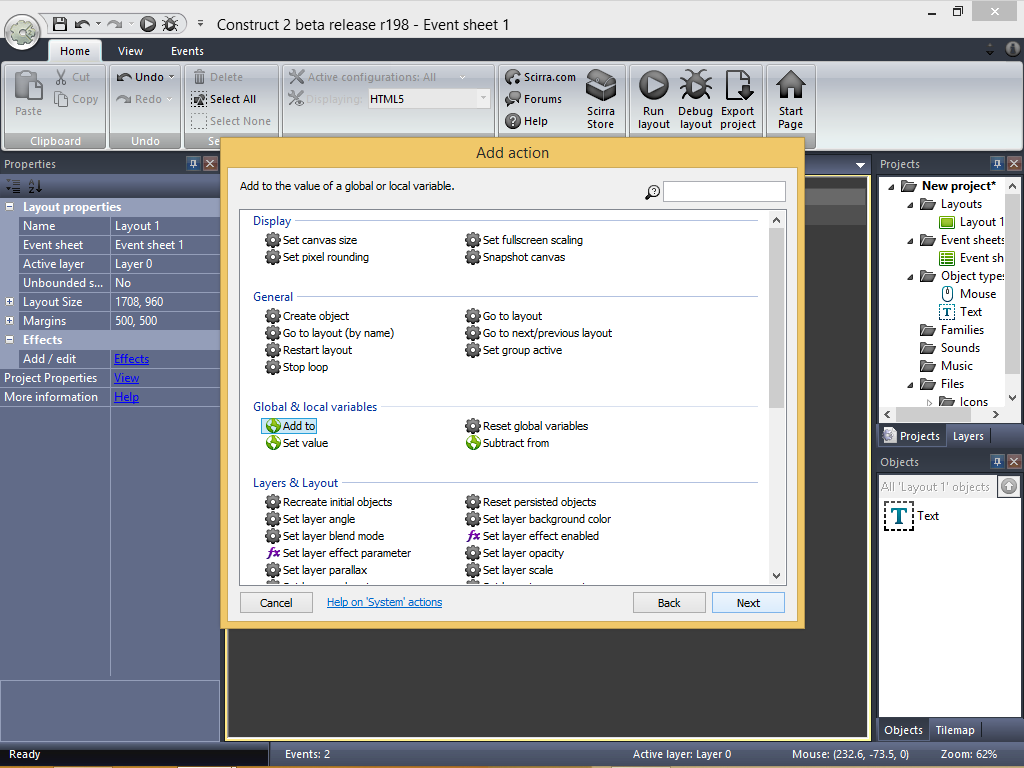 Construct 2 beta release r198 - Event sheet 1
Home View Events
Paste Cut Copy
Clipboard
Undo Redo
Undo
Delete
Select All
Select None
Active configurations: All
Displaying: HTML5
Scirra.com
Forums
Help
Scirra Store
Run layout
Debug layout
Export project
Start Page
Properties
Layout properties
Name Layout 1
Event sheet Event sheet 1
Active layer Layer 0
Unbounded s... No
Layout Size 1708, 960
Margins 500, 500
Effects
Add / edit Effects
Project Properties View
More information Help
Add action
Add to the value of a global or local variable.
Display
Set canvas size Set fullscreen scaling
Set pixel rounding Snapshot canvas
General
Create object Go to layout
Go to layout (by name) Go to next/previous layout
Restart layout Set group active
Stop loop
Global & local variables
Add to Reset global variables
Set value Subtract from
Layers & Layout
Recreate initial objects Reset persisted objects
Set layer angle Set layer background color
Set layer blend mode fx Set layer effect enabled
fx Set layer effect parameter Set layer opacity
Set layer parallax Set layer scale
Cancel Help on 'System' actions Back Next
Projects
New project*
Layouts
Layout 1
Event sheets
Event sh
Object types
Mouse
T Text
Families
Sounds
Music
Files
Icons
Projects Layers
Objects
All 'Layout 1' objects
T Text
Objects Tilemap
Ready Events: 2 Active layer: Layer 0 Mouse: (232.6, -73.5, 0) Zoom: 62%